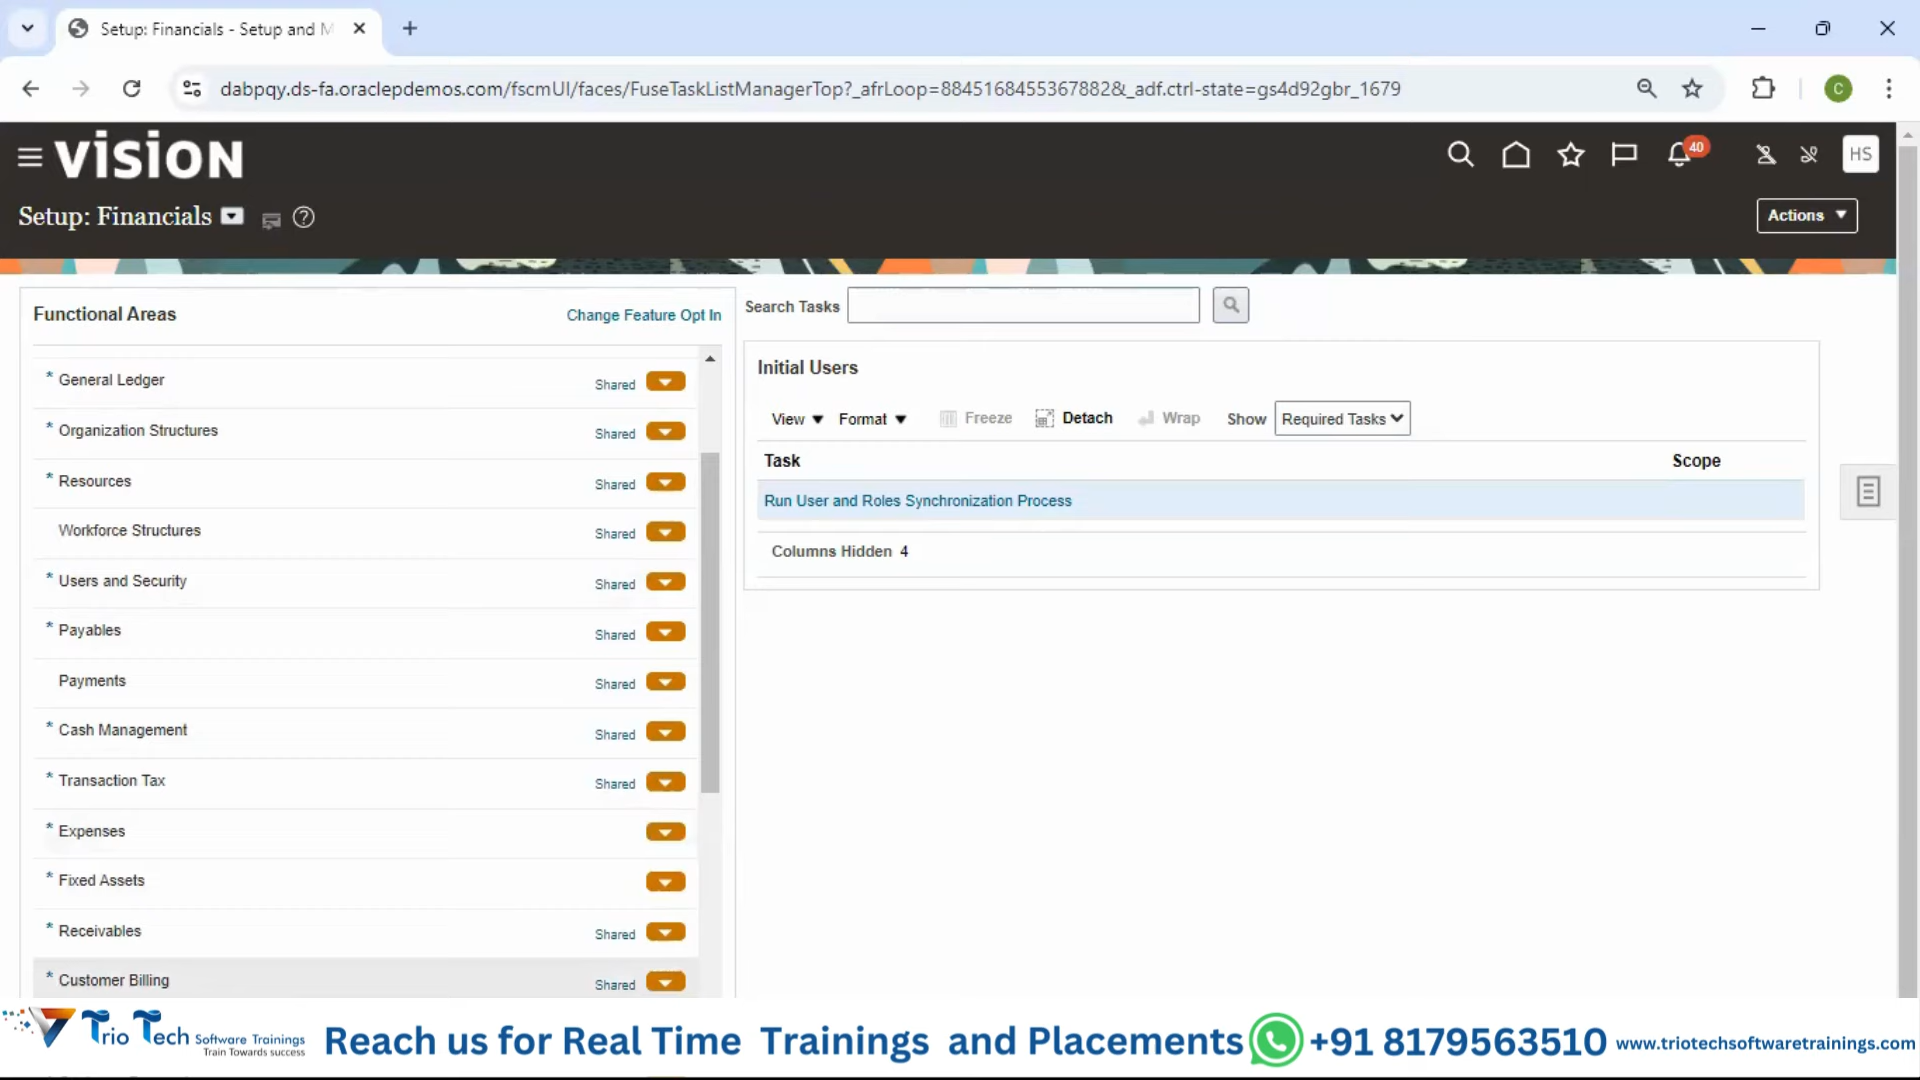 Setup: Financials - Setup and M
dabpqy.ds-fa.oraclepdemos.com/fscmUI/faces/FuseTaskListManagerTop?_afrLoop=88451684553678828&_adf.ctrl-state=gs4d92gbr_1679
C
VISION
40
HS
Setup: Financials
Actions
Functional Areas
Change Feature Opt In
* General Ledger Shared
* Organization Structures Shared
* Resources Shared
Workforce Structures Shared
* Users and Security Shared
* Payables Shared
Payments Shared
* Cash Management Shared
* Transaction Tax Shared
* Expenses
* Fixed Assets
* Receivables Shared
* Customer Billing Shared
Search Tasks
Initial Users
View Format Freeze Detach Wrap Show Required Tasks
Task Scope
Run User and Roles Synchronization Process
Columns Hidden 4
Trio Tech Software Trainings
Train Towards success
Reach us for Real Time Trainings and Placements +91 8179563510 www.triotechsoftwaretrainings.com